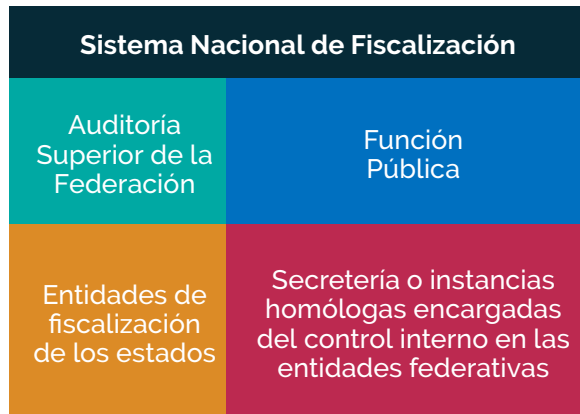 Sistema Nacional de Fiscalización
Auditoría
Superior de la
Federación
Función
Pública
Entidades de
fiscalización
de los estados
Secretería o instancias
homólogas encargadas
del control interno en las
entidades federativas